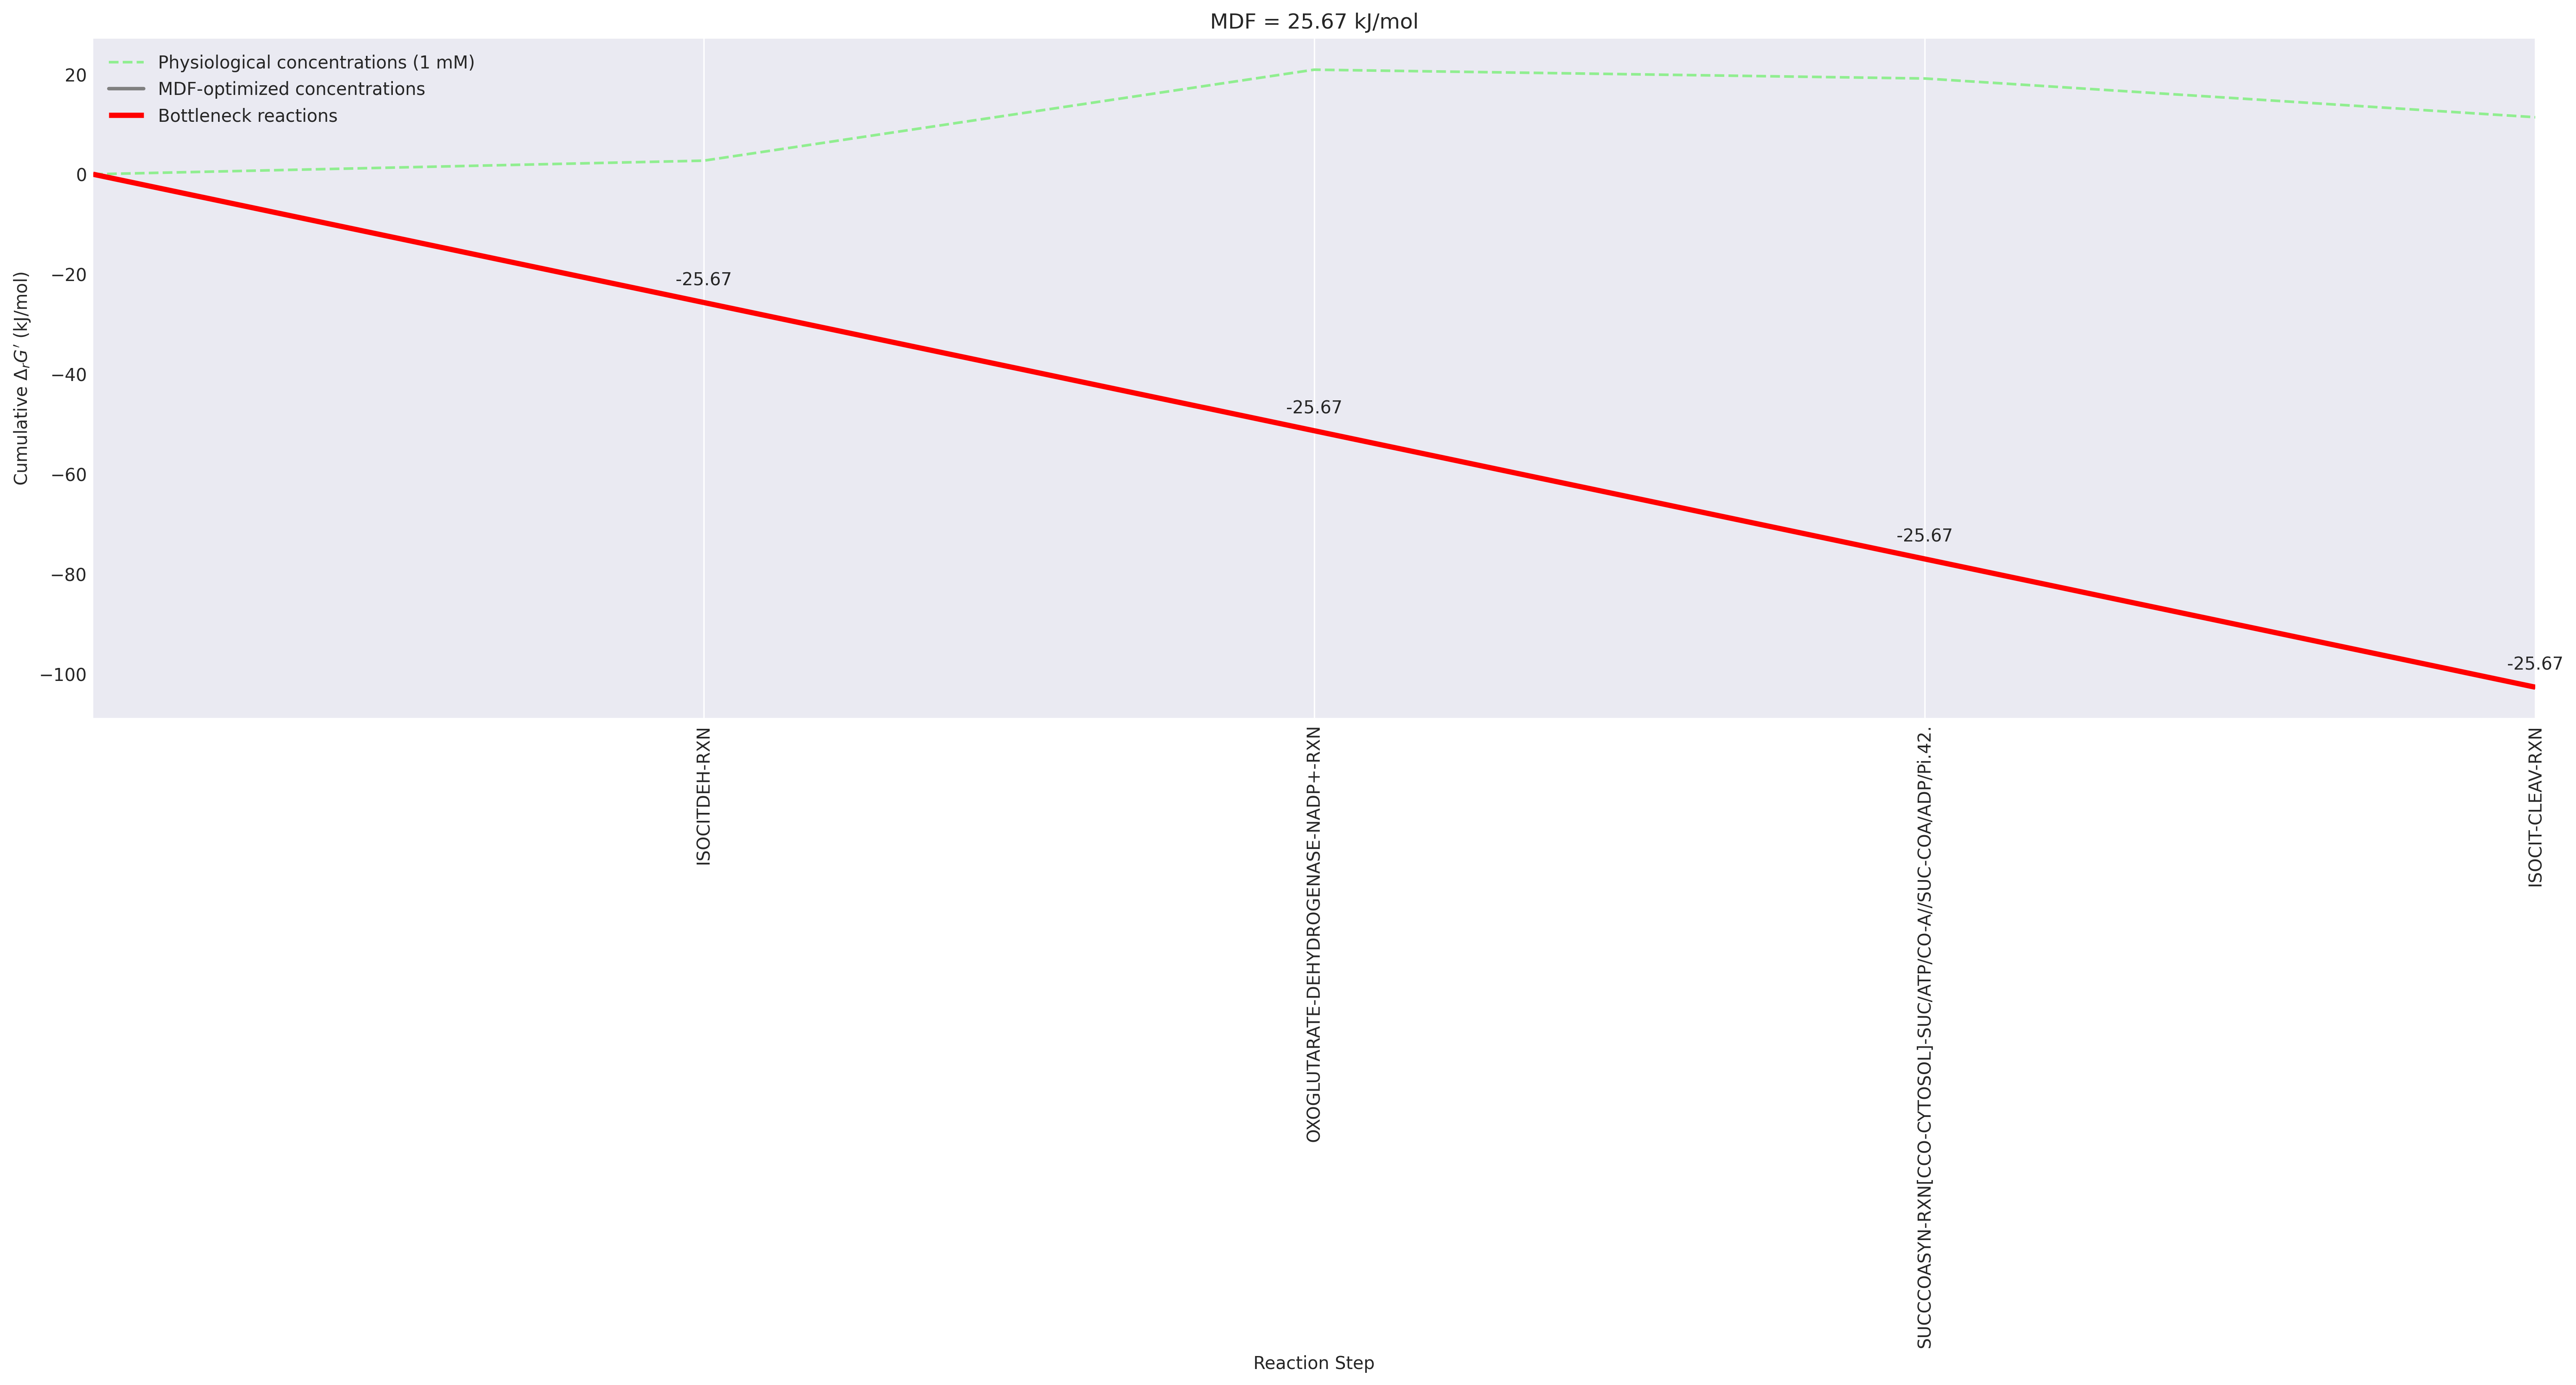 MDF = 25.67 kJ/mol
Physiological concentrations (1 mM)
MDF-optimized concentrations
Bottleneck reactions
20
0
−20
−40
−60
−80
−100
Cumulative ΔrG′ (kJ/mol)
-25.67
-25.67
-25.67
-25.67
ISOCITDEH-RXN
OXOGLUTARATE-DEHYDROGENASE-NADP+-RXN
SUCCCOASYN-RXN[CCO-CYTOSOL]-SUC/ATP/CO-A//SUC-COA/ADP/Pi.42.
ISOCIT-CLEAV-RXN
Reaction Step